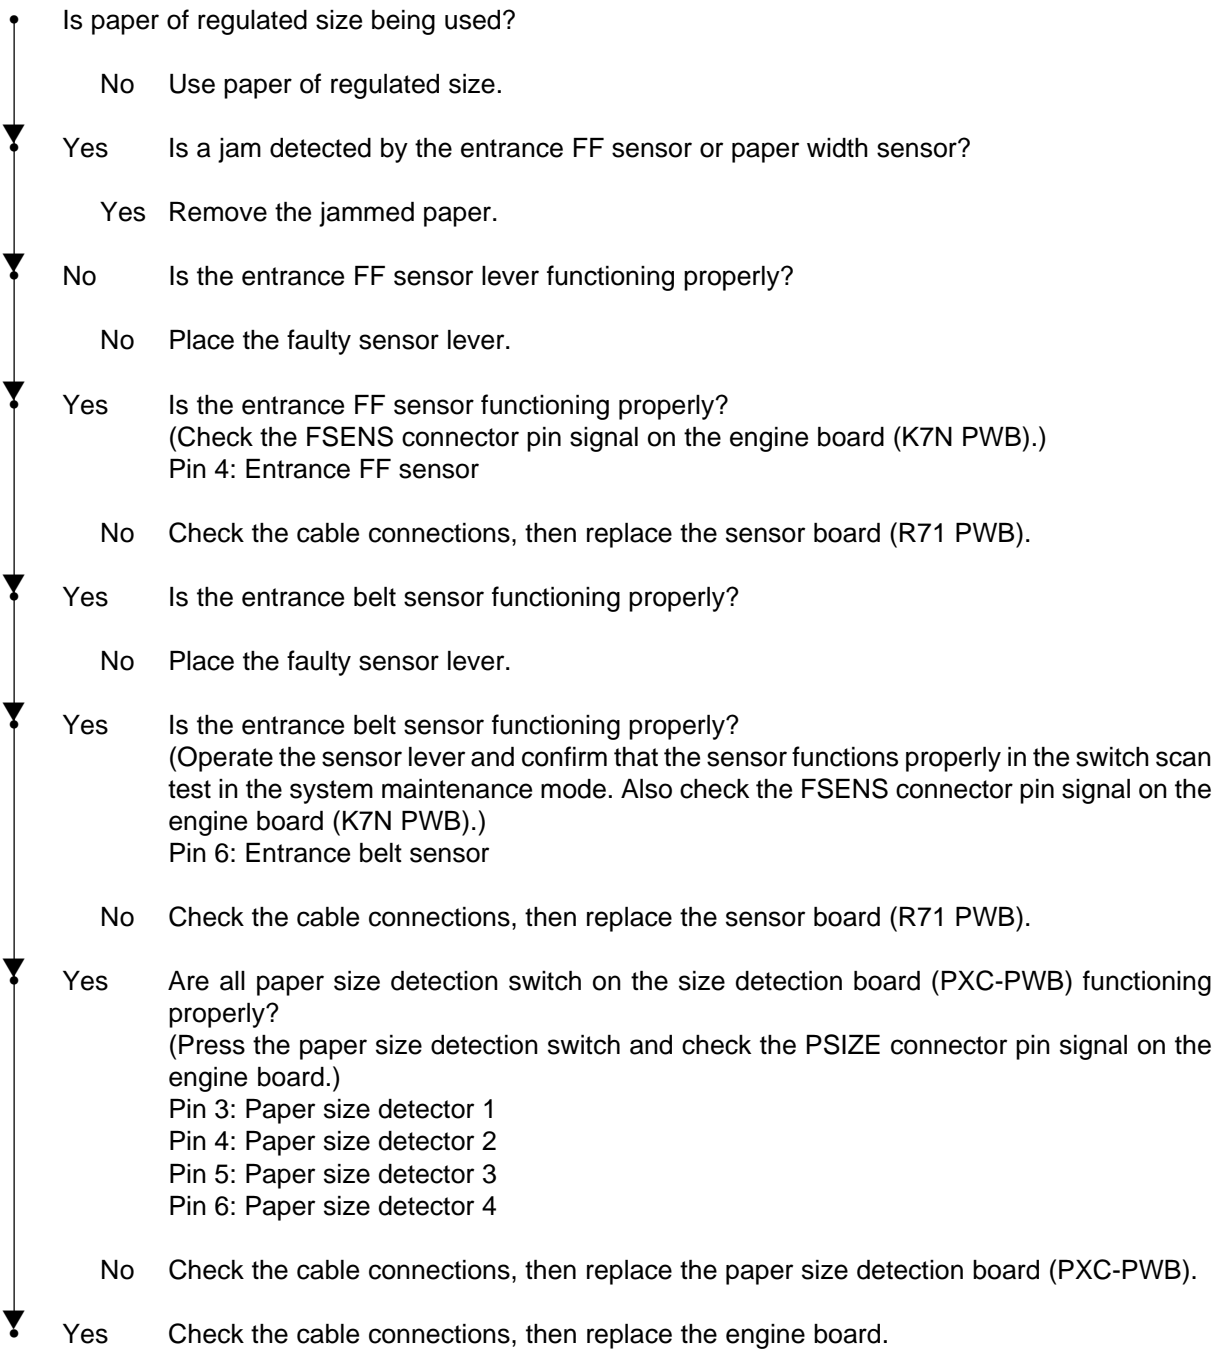 Is paper of regulated size being used?
No Use paper of regulated size.
Yes Is a jam detected by the entrance FF sensor or paper width sensor?
Yes Remove the jammed paper.
No Is the entrance FF sensor lever functioning properly?
No Place the faulty sensor lever.
Yes Is the entrance FF sensor functioning properly?
(Check the FSENS connector pin signal on the engine board (K7N PWB).)
Pin 4: Entrance FF sensor
No Check the cable connections, then replace the sensor board (R71 PWB).
Yes Is the entrance belt sensor functioning properly?
No Place the faulty sensor lever.
Yes Is the entrance belt sensor functioning properly?
(Operate the sensor lever and confirm that the sensor functions properly in the switch scan
test in the system maintenance mode. Also check the FSENS connector pin signal on the
engine board (K7N PWB).)
Pin 6: Entrance belt sensor
No Check the cable connections, then replace the sensor board (R71 PWB).
Yes Are all paper size detection switch on the size detection board (PXC-PWB) functioning
properly?
(Press the paper size detection switch and check the PSIZE connector pin signal on the
engine board.)
Pin 3: Paper size detector 1
Pin 4: Paper size detector 2
Pin 5: Paper size detector 3
Pin 6: Paper size detector 4
No Check the cable connections, then replace the paper size detection board (PXC-PWB).
Yes Check the cable connections, then replace the engine board.